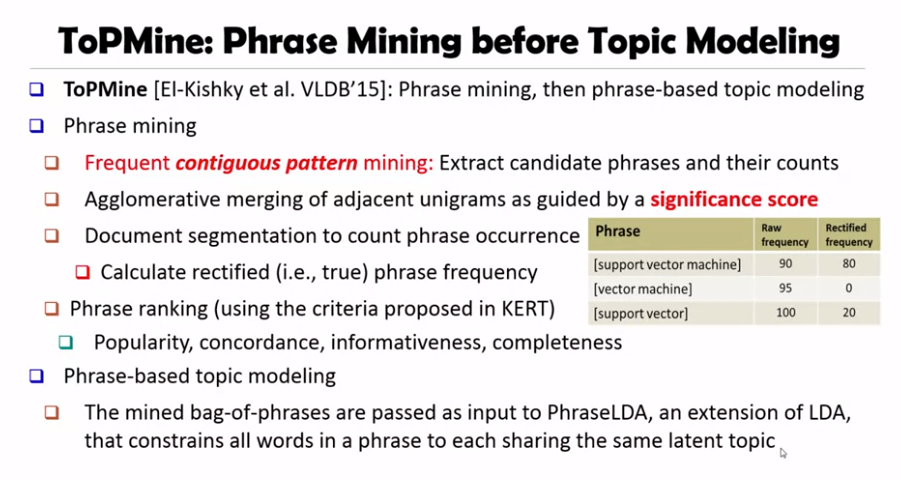 ToPMine: Phrase Mining before Topic Modeling
ToPMine [El-Kishky et al. VLDB'15]: Phrase mining, then phrase-based topic modeling
Phrase mining
Frequent contiguous pattern mining: Extract candidate phrases and their counts
Agglomerative merging of adjacent unigrams as guided by a significance score
Document segmentation to count phrase occurrence
Calculate rectified (i.e., true) phrase frequency
Phrase ranking (using the criteria proposed in KERT)
Popularity, concordance, informativeness, completeness
Phrase Raw frequency Rectified frequency
[support vector machine] 90 80
[vector machine] 95 0
[support vector] 100 20
Phrase-based topic modeling
The mined bag-of-phrases are passed as input to PhraseLDA, an extension of LDA,
that constrains all words in a phrase to each sharing the same latent topic